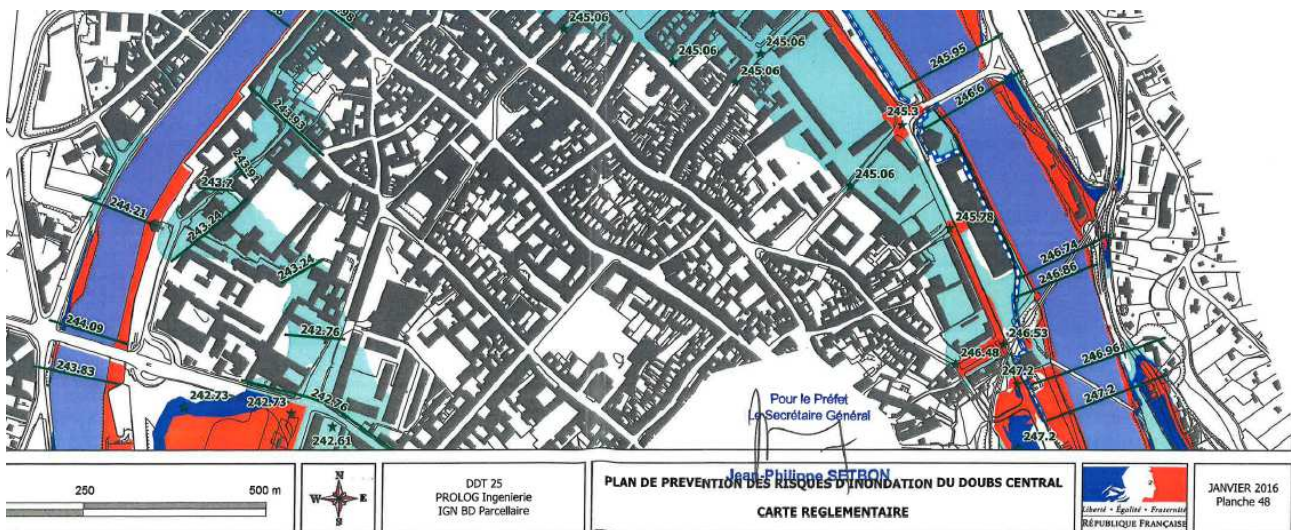 245.06
245.06
245.06
245.06
245.95
246.6
245.3
243.93
243.91
243.7
243.24
244.21
245.06
245.78
243.24
246.74
246.86
242.76
244.09
246.53
246.48
246.96
243.83
247.2
247.2
242.73
242.73
242.76
242.61
247.2
Pour le Préfet
Le Secrétaire Général
Jean-Philippe SETBON
250
500 m
N
W
E
S
DDT 25
PROLOG Ingenierie
IGN BD Parcellaire
PLAN DE PREVENTION DES RISQUES D'INONDATION DU DOUBS CENTRAL
CARTE REGLEMENTAIRE
Liberté • Égalité • Fraternité
RÉPUBLIQUE FRANÇAISE
JANVIER 2016
Planche 48